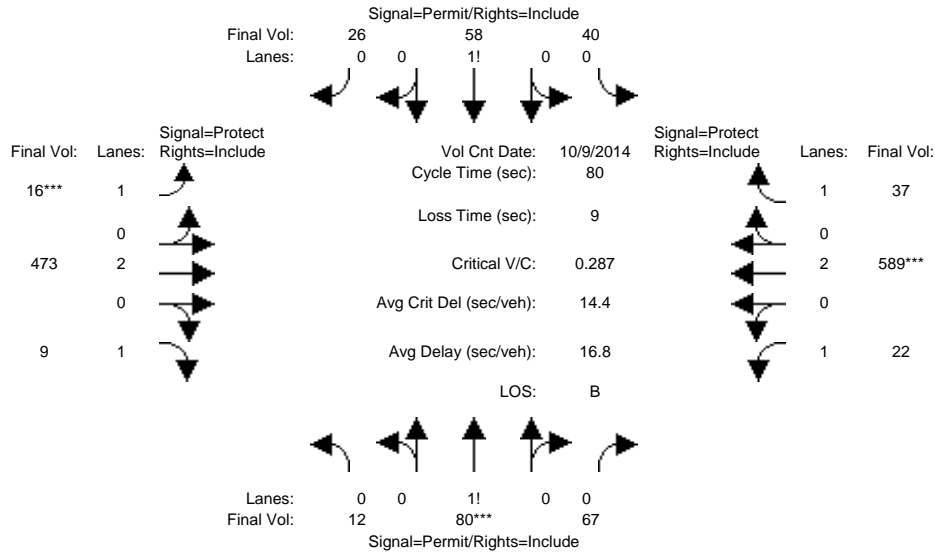 Signal=Permit/Rights=Include
Final Vol: 26 58 40
Lanes: 0 0 1! 0 0
Signal=Protect Signal=Protect
Final Vol: Lanes: Rights=Include Vol Cnt Date: 10/9/2014 Rights=Include Lanes: Final Vol:
Cycle Time (sec): 80
16*** 1 1 37
Loss Time (sec): 9
0 0
473 2 Critical V/C: 0.287 2 589***
0 Avg Crit Del (sec/veh): 14.4 0
9 1 Avg Delay (sec/veh): 16.8 1 22
LOS: B
Lanes: 0 0 1! 0 0
Final Vol: 12 80*** 67
Signal=Permit/Rights=Include